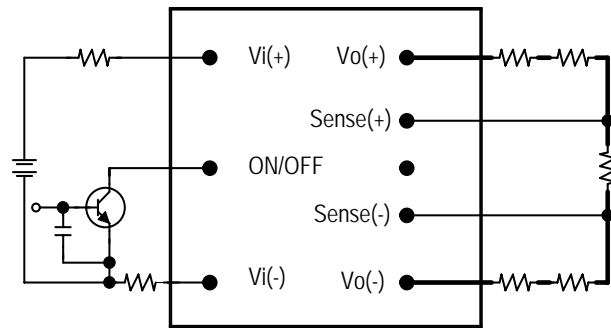 Vi(+) Vo(+)
Sense(+)
ON/OFF
Sense(-)
Vi(-) Vo(-)